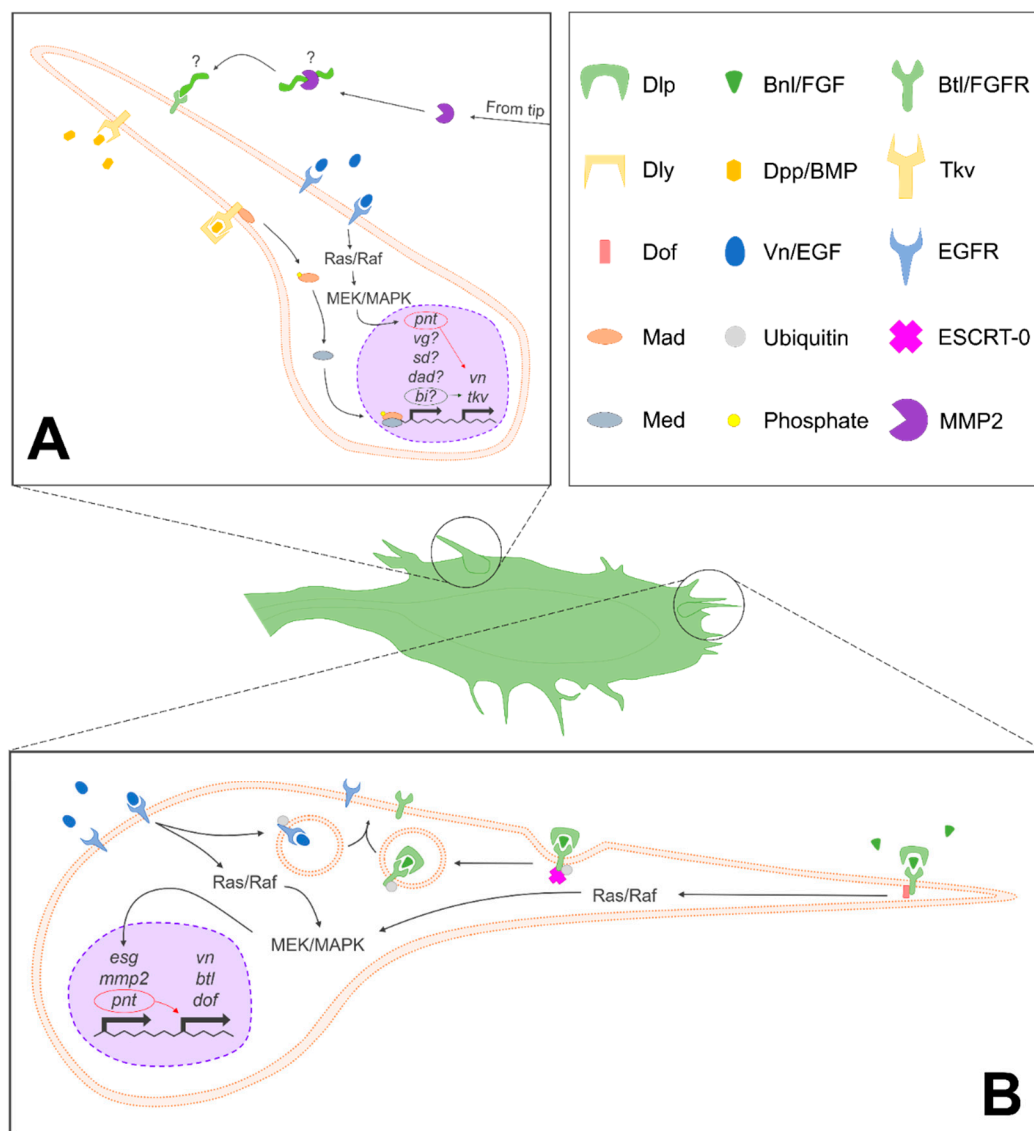 ?
?
From tip
Ras/Raf
MEK/MAPK
pnt
vg?
sd?
dad?
bi?
vn
tkv
A
Dlp
Bnl/FGF
Btl/FGFR
Dly
Dpp/BMP
Tkv
Dof
Vn/EGF
EGFR
Mad
Ubiquitin
ESCRT-0
Med
Phosphate
MMP2
Ras/Raf
Ras/Raf
MEK/MAPK
esg
mmp2
pnt
vn
btl
dof
B